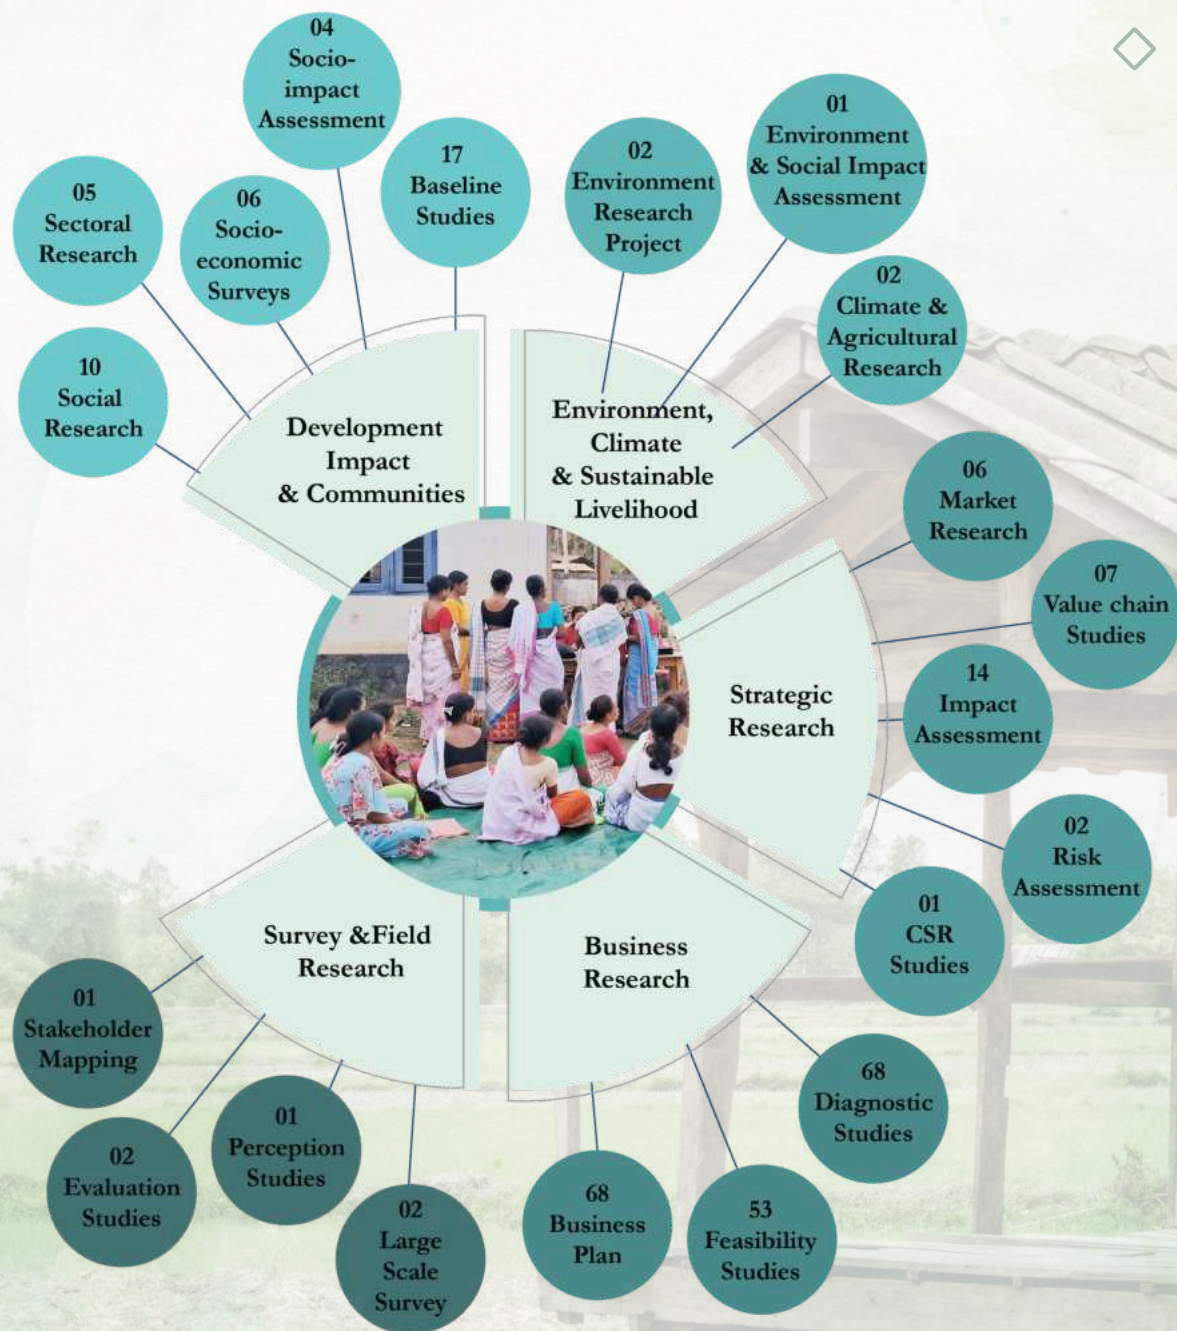 04
Socio-
impact
Assessment
17
Baseline
Studies
05
Sectoral
Research
06
Socio-
economic
Surveys
10
Social
Research
Development
Impact
& Communities
02
Environment
Research
Project
01
Environment
& Social Impact
Assessment
02
Climate &
Agricultural
Research
Environment,
Climate
& Sustainable
Livelihood
06
Market
Research
07
Value chain
Studies
14
Impact
Assessment
02
Risk
Assessment
01
CSR
Studies
Strategic
Research
Survey &Field
Research
01
Stakeholder
Mapping
02
Evaluation
Studies
01
Perception
Studies
02
Large
Scale
Survey
Business
Research
68
Business
Plan
53
Feasibility
Studies
68
Diagnostic
Studies